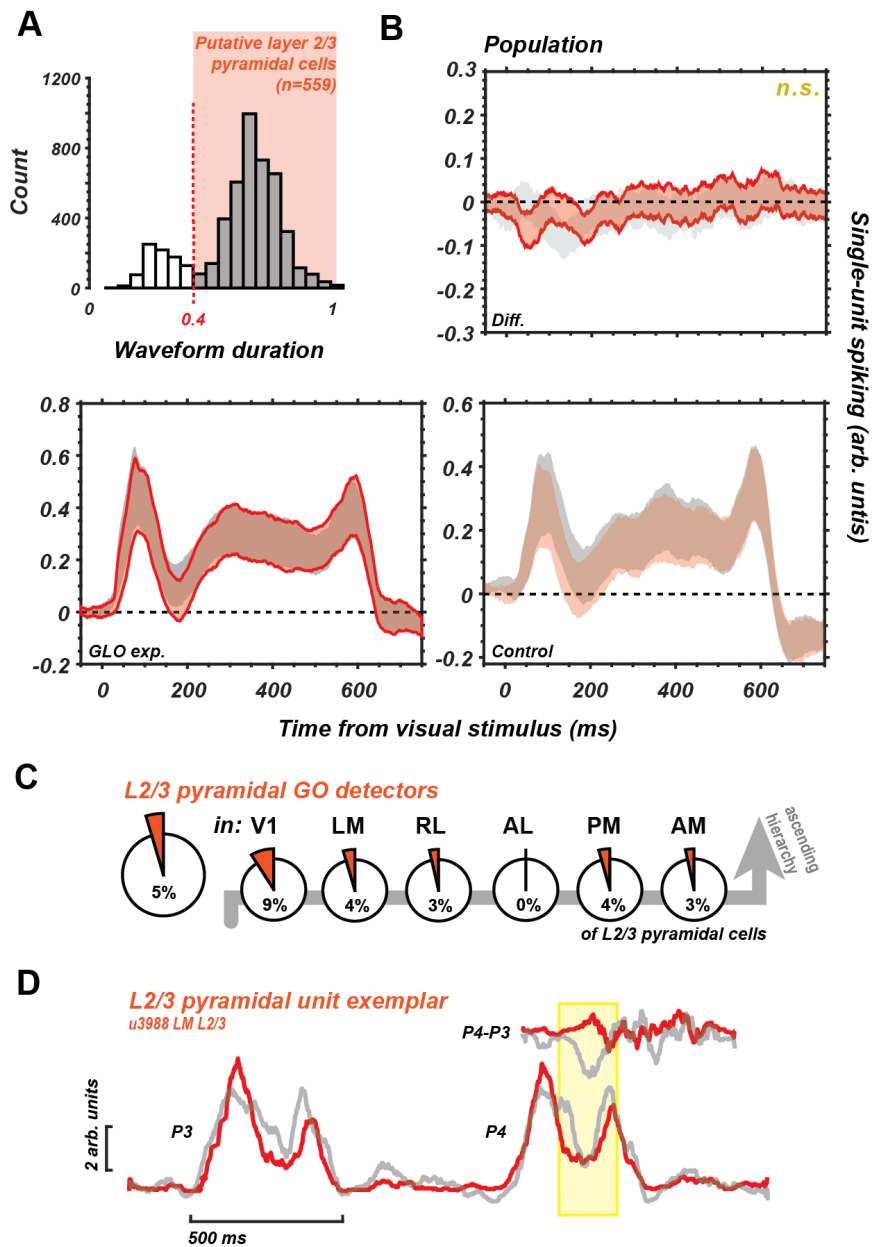 A
Putative layer 2/3
pyramidal cells
(n=559)
1200
800
400
0
Count
0
0.4
1
Waveform duration
B
Population
0.3
0.1
0
-0.1
-0.2
-0.3
n.s.
Diff.
Single-unit spiking (arb. untis)
0.8
0.6
0.4
0.2
0
-0.2
GLO exp.
0
200
400
600
0.6
0.4
0.2
0
-0.2
Control
0
200
400
600
Time from visual stimulus (ms)
C
L2/3 pyramidal GO detectors
5%
in: V1 LM RL AL PM AM
9% 4% 3% 0% 4% 3%
of L2/3 pyramidal cells
ascending
hierarchy
D
L2/3 pyramidal unit exemplar
u3988 LM L2/3
P4-P3
P3
P4
2 arb. units
500 ms